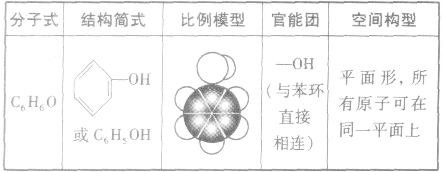 分子式 结构简式 比例模型 官能团 空间构型
C₆H₆O
—OH
或 C₆H₅OH
—OH
(与苯环
直接
相连)
平面形，所
有原子可在
同一平面上